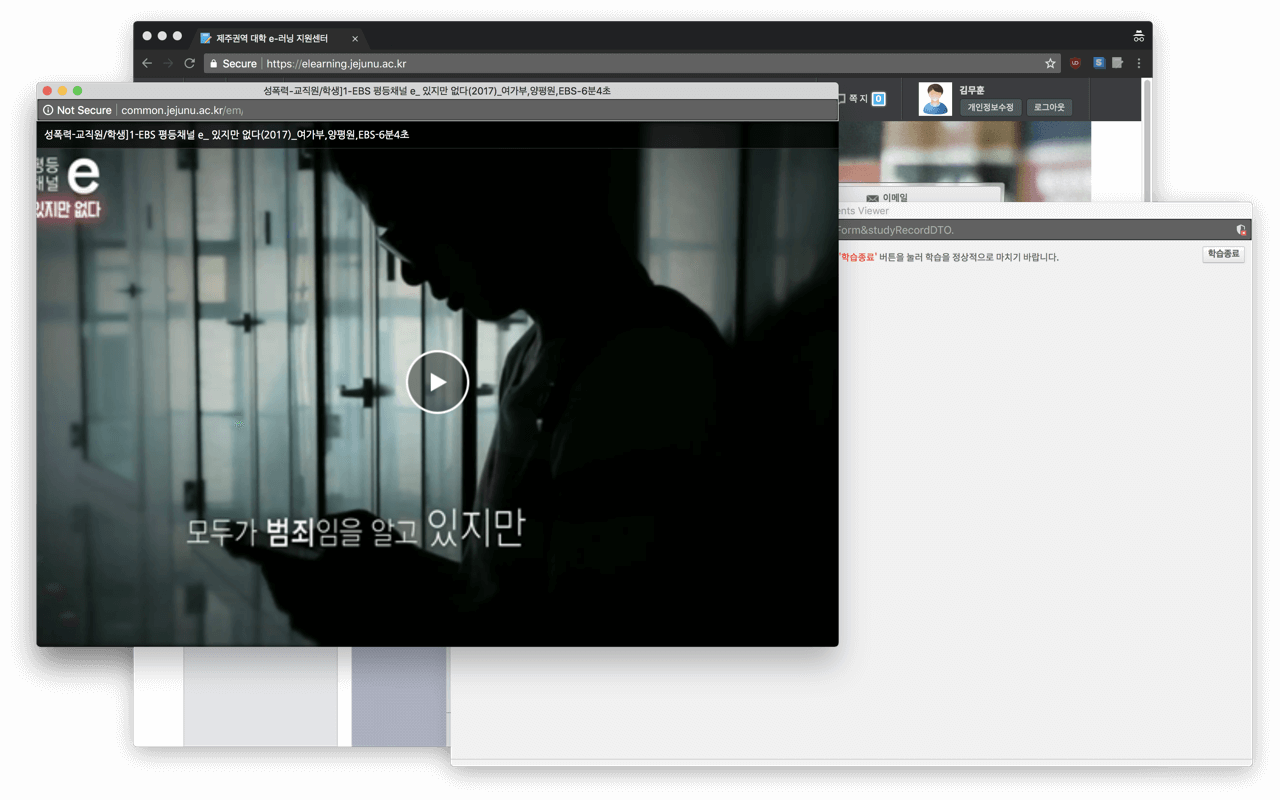 제주권역 대학 e-러닝 지원센터
Secure
https://elearning.jejunu.ac.kr
성폭력-교직원/학생]1-EBS 평등채널 e_ 있지만 없다(2017)_여가부,양평원,EBS-6분4초
Not Secure
common.jejunu.ac.kr/em
쪽지 0
김무훈
개인정보수정
로그아웃
성폭력-교직원/학생]1-EBS 평등채널 e_ 있지만 없다(2017)_여가부,양평원,EBS-6분4초
평등
채널 e
있지만 없다
이메일
nts Viewer
Form&studyRecordDTO.
'학습종료' 버튼을 눌러 학습을 정상적으로 마치기 바랍니다.
학습종료
모두가 범죄임을 알고 있지만